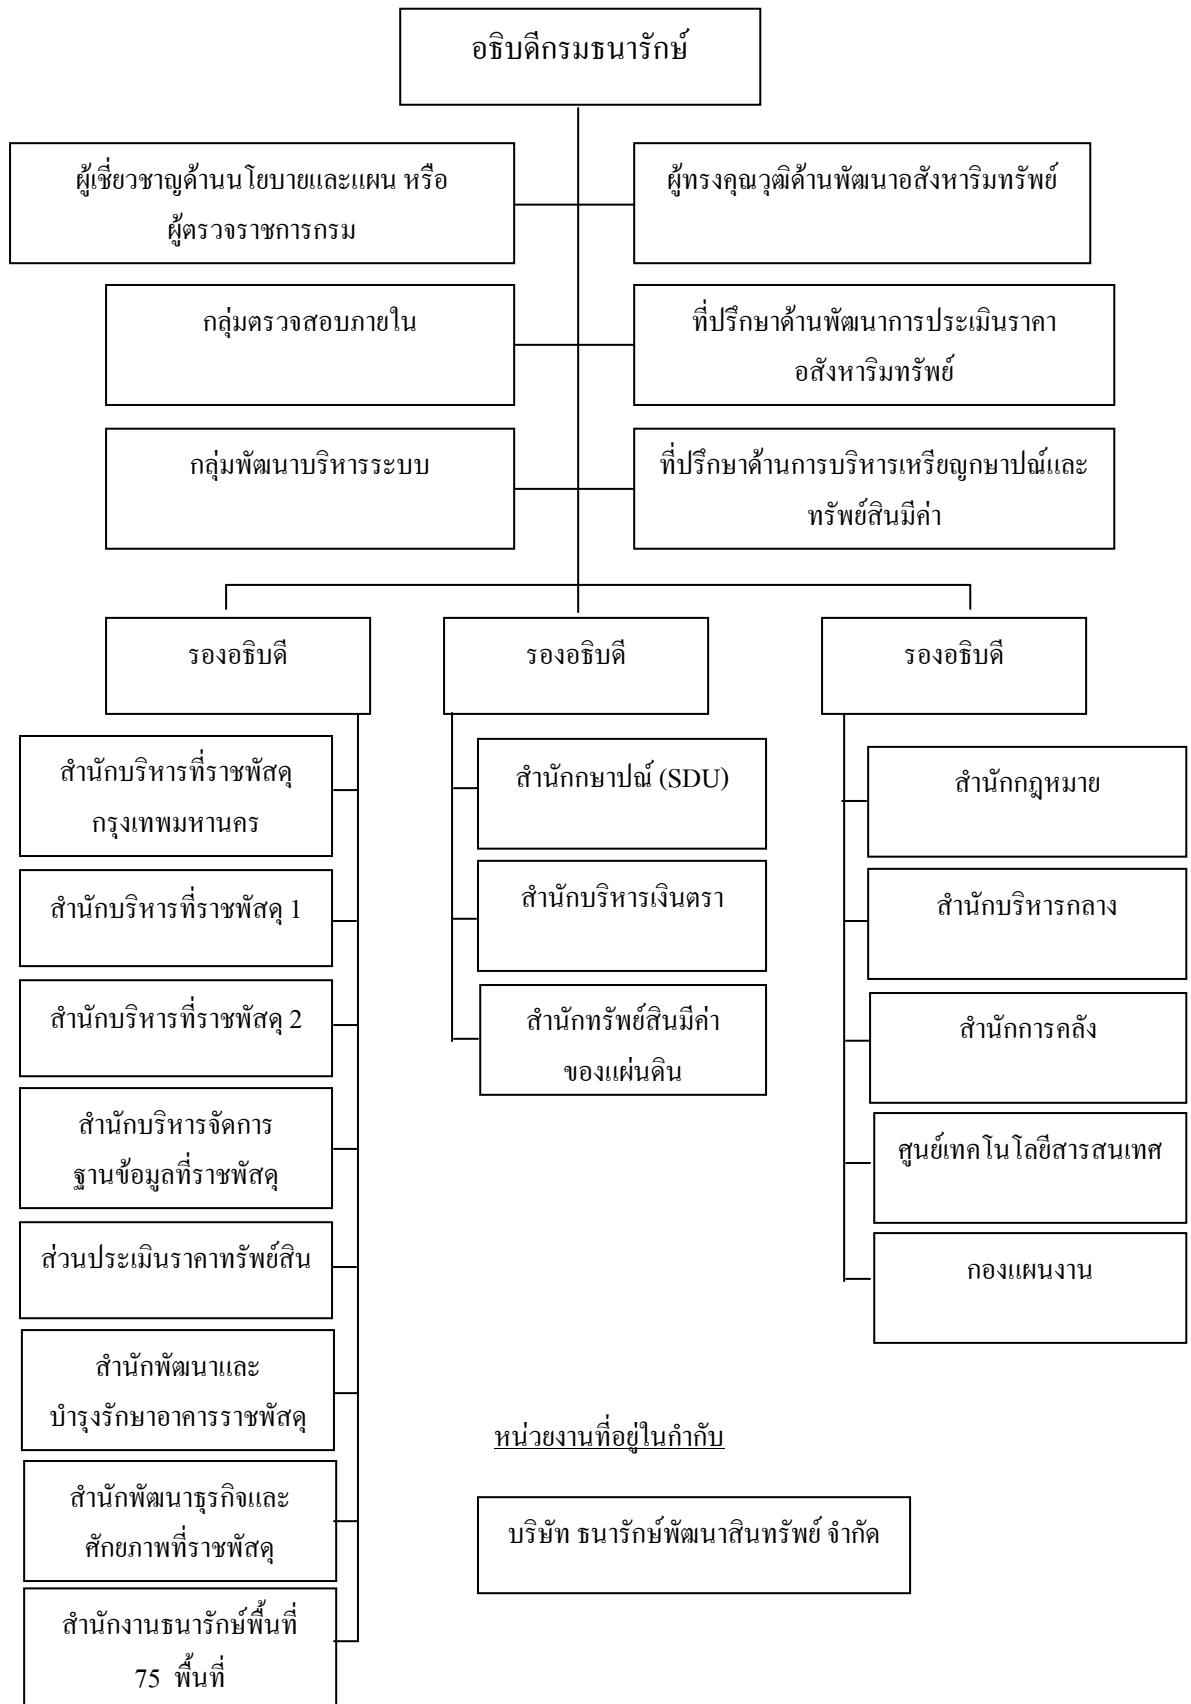 อธิบดีกรมธนารักษ์
ผู้เชี่ยวชาญด้านนโยบายและแผน หรือ
ผู้ตรวจราชการกรม
ผู้ทรงคุณวุฒิด้านพัฒนาอสังหาริมทรัพย์
กลุ่มตรวจสอบภายใน
ที่ปรึกษาด้านพัฒนาการประเมินราคา
อสังหาริมทรัพย์
กลุ่มพัฒนาบริหารระบบ
ที่ปรึกษาด้านการบริหารเหรียญกษาปณ์และ
ทรัพย์สินมีค่า
รองอธิบดี
สำนักบริหารที่ราชพัสดุ
กรุงเทพมหานคร
สำนักบริหารที่ราชพัสดุ 1
สำนักบริหารที่ราชพัสดุ 2
สำนักบริหารจัดการ
ฐานข้อมูลที่ราชพัสดุ
ส่วนประเมินราคาทรัพย์สิน
สำนักพัฒนาและ
บำรุงรักษาอาคารราชพัสดุ
สำนักพัฒนาธุรกิจและ
ศักยภาพที่ราชพัสดุ
สำนักงานธนารักษ์พื้นที่
75 พื้นที่
รองอธิบดี
สำนักกษาปณ์ (SDU)
สำนักบริหารเงินตรา
สำนักทรัพย์สินมีค่า
ของแผ่นดิน
รองอธิบดี
สำนักกฎหมาย
สำนักบริหารกลาง
สำนักการคลัง
ศูนย์เทคโนโลยีสารสนเทศ
กองแผนงาน
หน่วยงานที่อยู่ในกำกับ
บริษัท ธนารักษ์พัฒนาสินทรัพย์ จำกัด